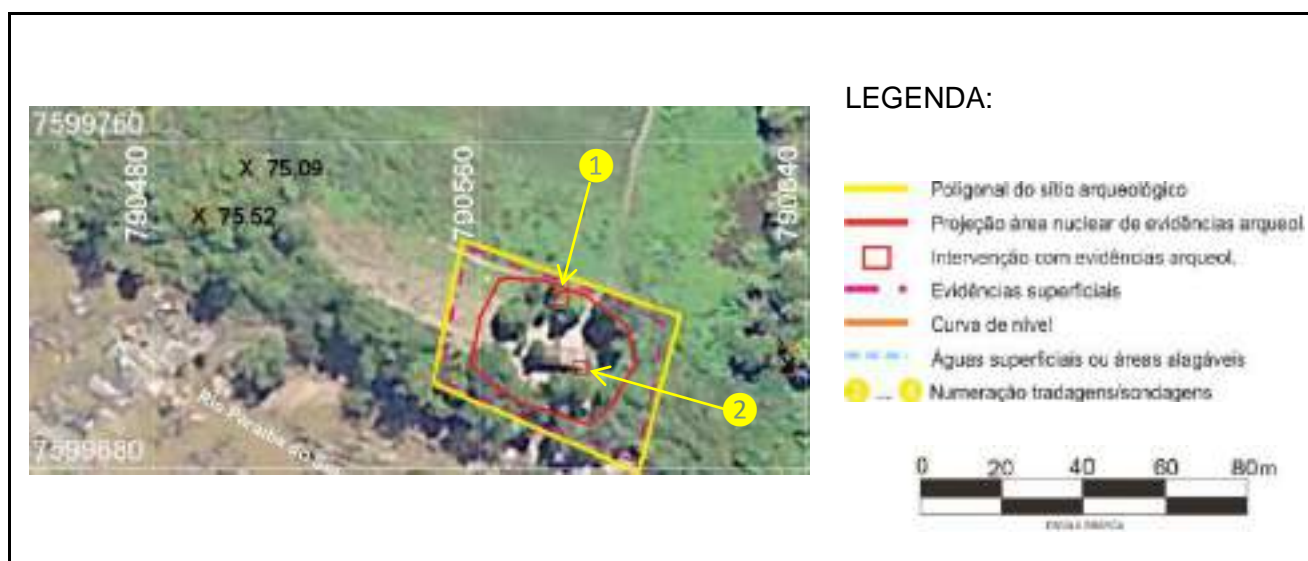 LEGENDA:
7599760
790480
790560
790640
X 75.09
X 75.52
1
2
7599680
Rio Paraíba do
Poligonal do sítio arqueológico
Projeção área nuclear de evidências arqueol.
Intervenção com evidências arqueol.
Evidências superficiais
Curva de nível
Águas superficiais ou áreas alagáveis
... Numeração tradagens/sondagens
0 20 40 60 80m